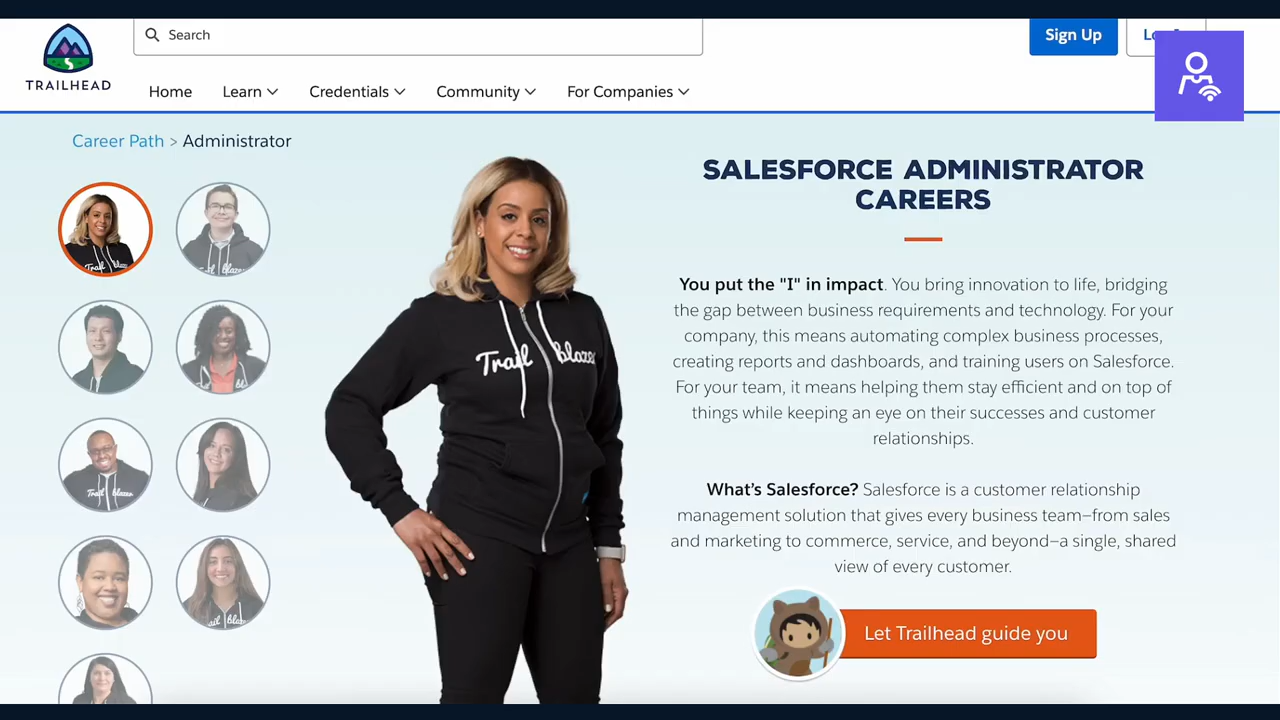 TRAILHEAD
Search
Sign Up
Home
Learn
Credentials
Community
For Companies
Career Path > Administrator
SALESFORCE ADMINISTRATOR
CAREERS
You put the "I" in impact. You bring innovation to life, bridging
the gap between business requirements and technology. For your
company, this means automating complex business processes,
creating reports and dashboards, and training users on Salesforce.
For your team, it means helping them stay efficient and on top of
things while keeping an eye on their successes and customer
relationships.
What's Salesforce? Salesforce is a customer relationship
management solution that gives every business team—from sales
and marketing to commerce, service, and beyond—a single, shared
view of every customer.
Let Trailhead guide you
Trail blazer